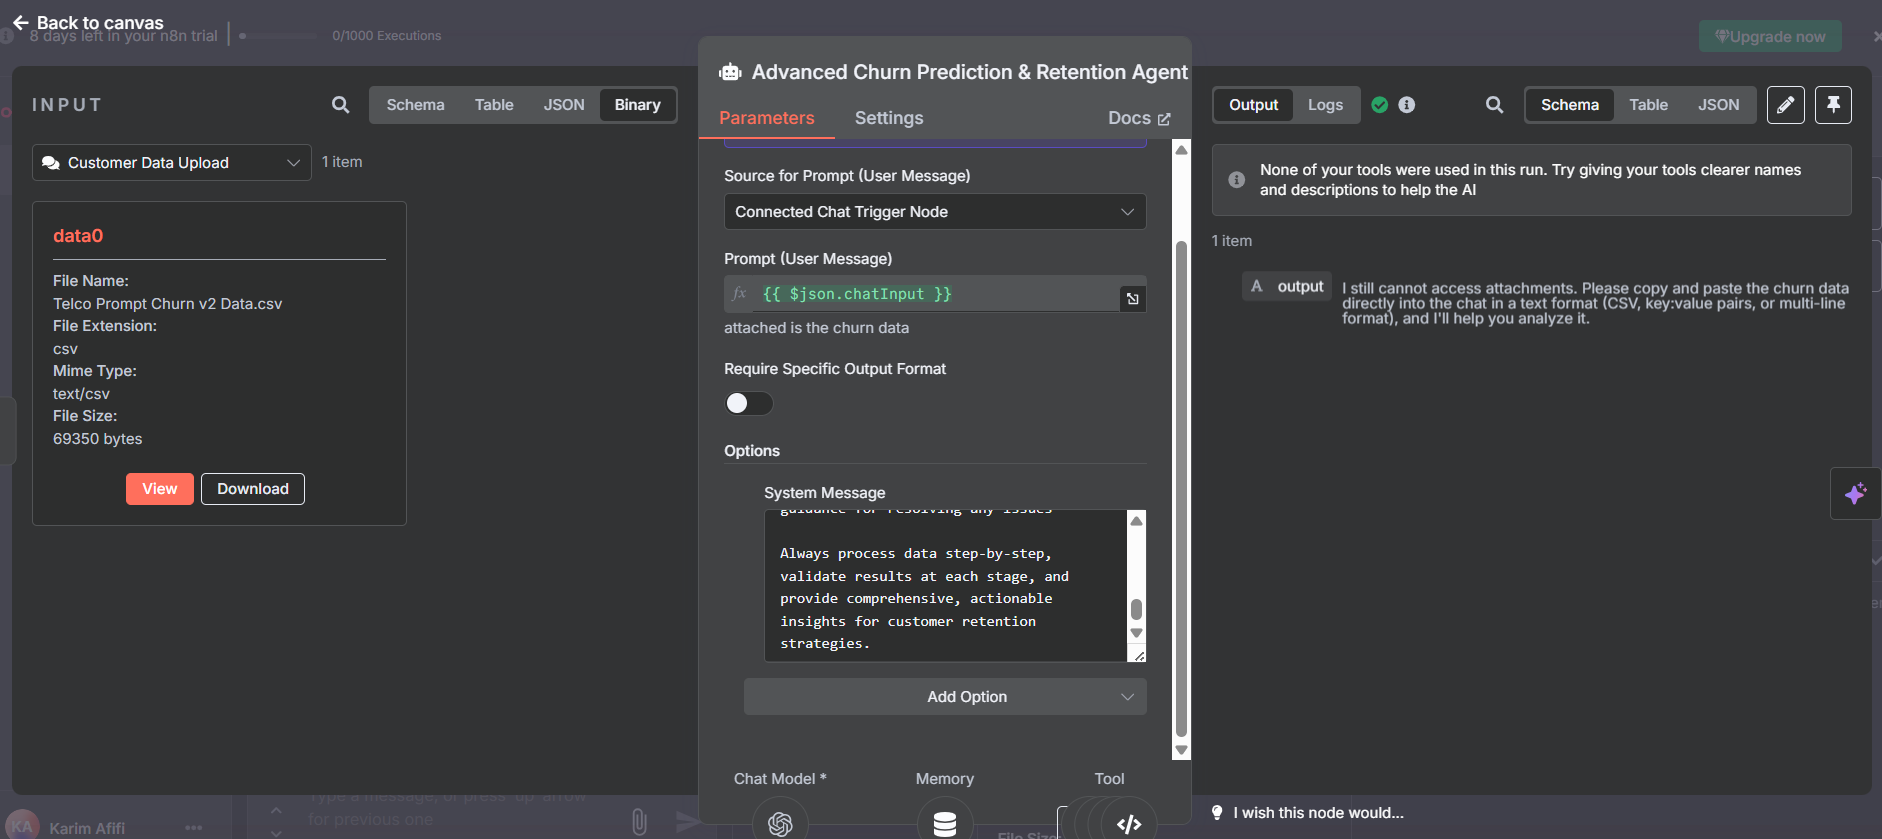 Back to canvas
8 days left in your n8n trial
0/1000 Executions
Upgrade now
INPUT
Schema
Table
JSON
Binary
Customer Data Upload
1 item
data0
File Name:
Telco Prompt Churn v2 Data.csv
File Extension:
csv
Mime Type:
text/csv
File Size:
69350 bytes
View
Download
Advanced Churn Prediction & Retention Agent
Parameters
Settings
Docs
Source for Prompt (User Message)
Connected Chat Trigger Node
Prompt (User Message)
fx {{ $json.chatInput }}
attached is the churn data
Require Specific Output Format
Options
System Message
guidance for resolving any issues
Always process data step-by-step,
validate results at each stage, and
provide comprehensive, actionable
insights for customer retention
strategies.
Add Option
Chat Model *
Memory
Tool
Output
Logs
Schema
Table
JSON
None of your tools were used in this run. Try giving your tools clearer names
and descriptions to help the AI
1 item
A output
I still cannot access attachments. Please copy and paste the churn data
directly into the chat in a text format (CSV, key:value pairs, or multi-line
format), and I'll help you analyze it.
I wish this node would...
Type a message, or press 'up' arrow
for previous one
KA
Karim Afifi
File Size: